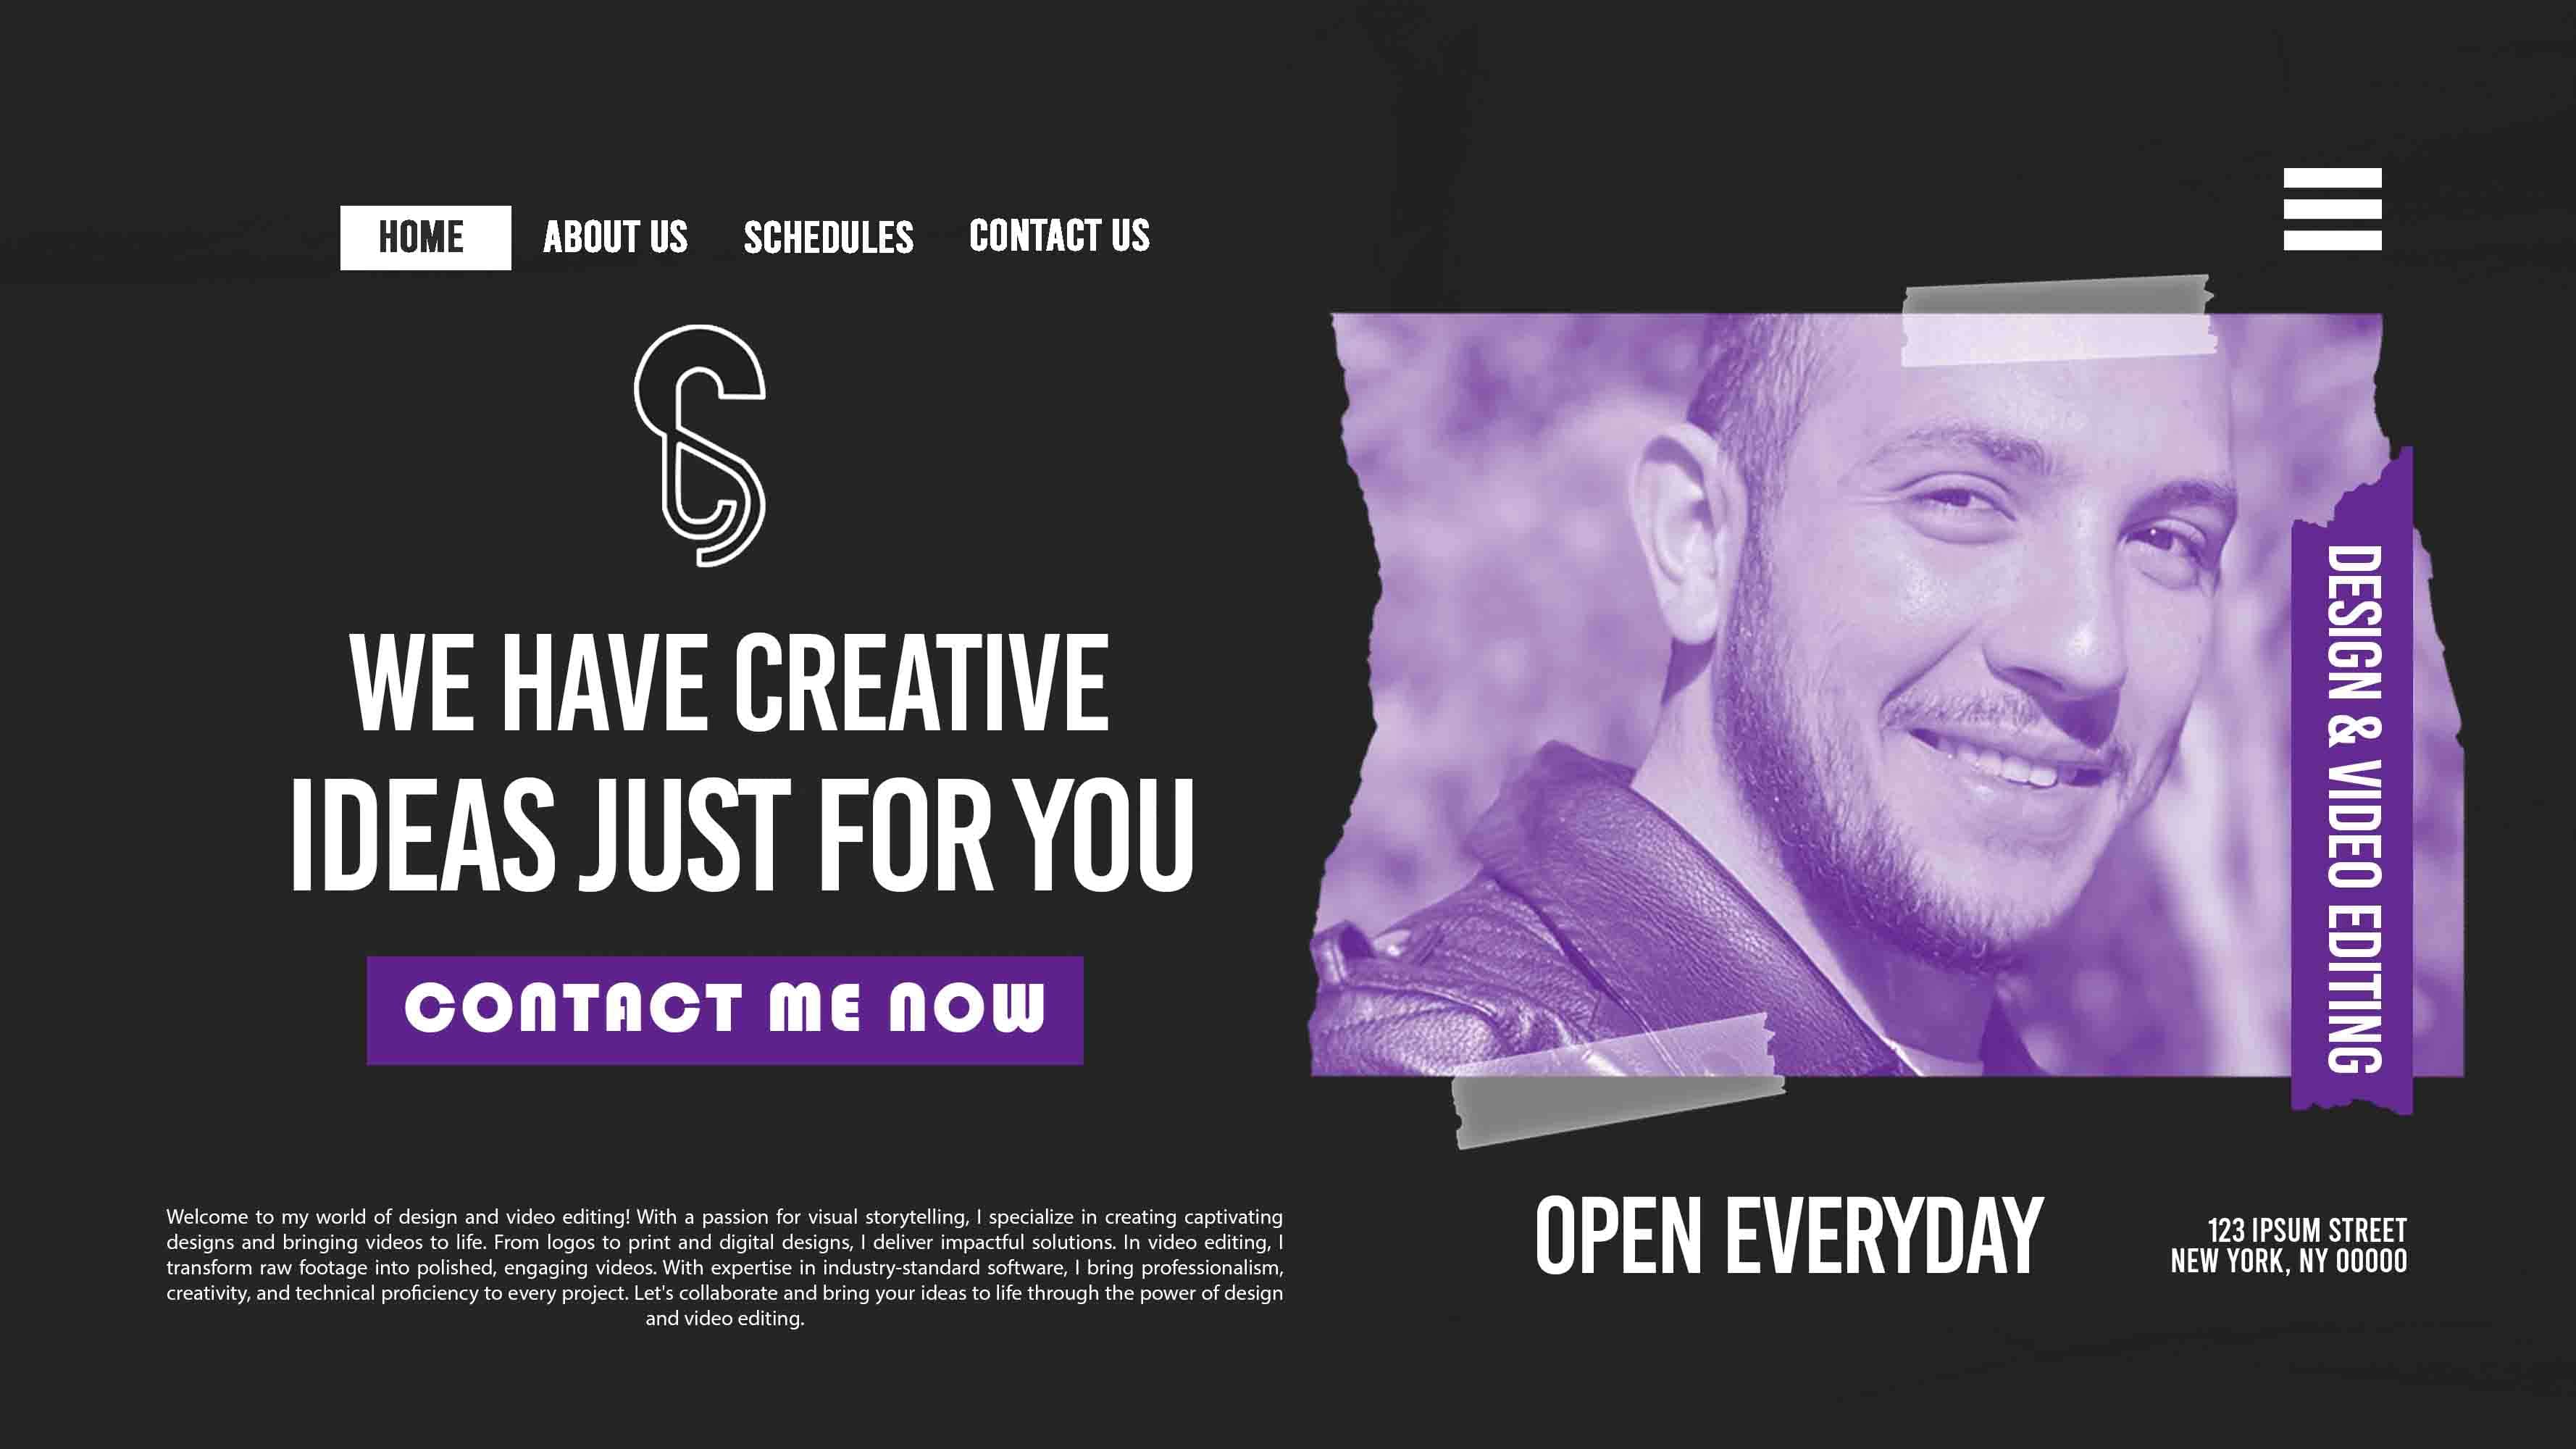 HOME ABOUT US SCHEDULES CONTACT US
WE HAVE CREATIVE
IDEAS JUST FOR YOU
CONTACT ME NOW
Welcome to my world of design and video editing! With a passion for visual storytelling, I specialize in creating captivating
designs and bringing videos to life. From logos to print and digital designs, I deliver impactful solutions. In video editing, I
transform raw footage into polished, engaging videos. With expertise in industry-standard software, I bring professionalism,
creativity, and technical proficiency to every project. Let's collaborate and bring your ideas to life through the power of design
and video editing.
DESIGN & VIDEO EDITING
OPEN EVERYDAY
123 IPSUM STREET
NEW YORK, NY 00000